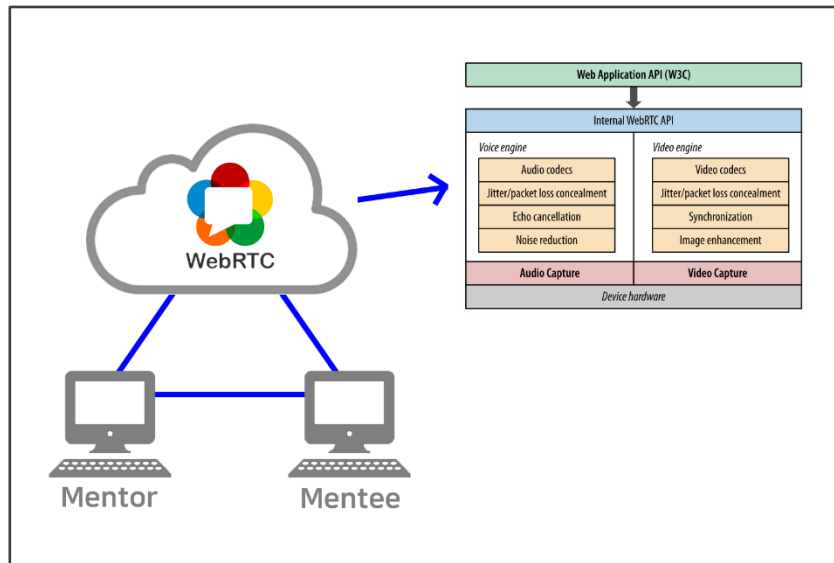 WebRTC
Mentor
Mentee
Web Application API (W3C)
Internal WebRTC API
Voice engine
Audio codecs
Jitter/packet loss concealment
Echo cancellation
Noise reduction
Video engine
Video codecs
Jitter/packet loss concealment
Synchronization
Image enhancement
Audio Capture
Video Capture
Device hardware